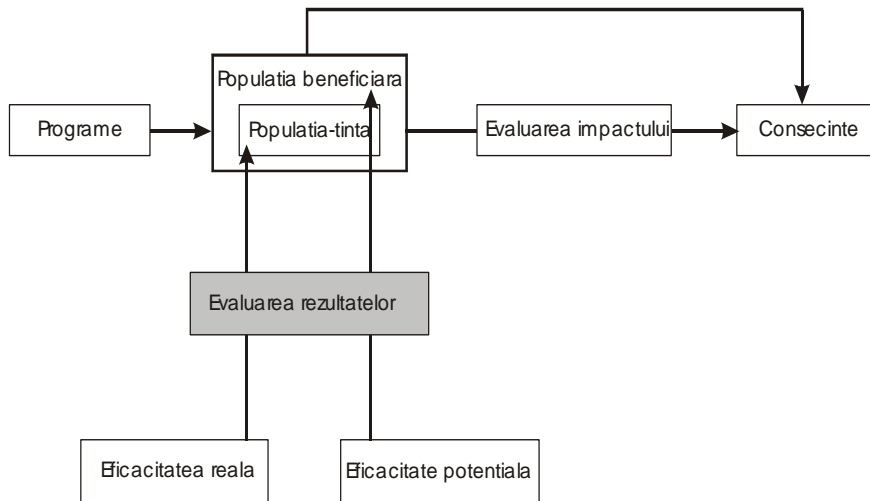 Populatia beneficiara
Programe
Populatia-tinta
Evaluarea impactului
Consecinte
Evaluarea rezultatelor
Eficacitatea reala
Eficacitate potentiala